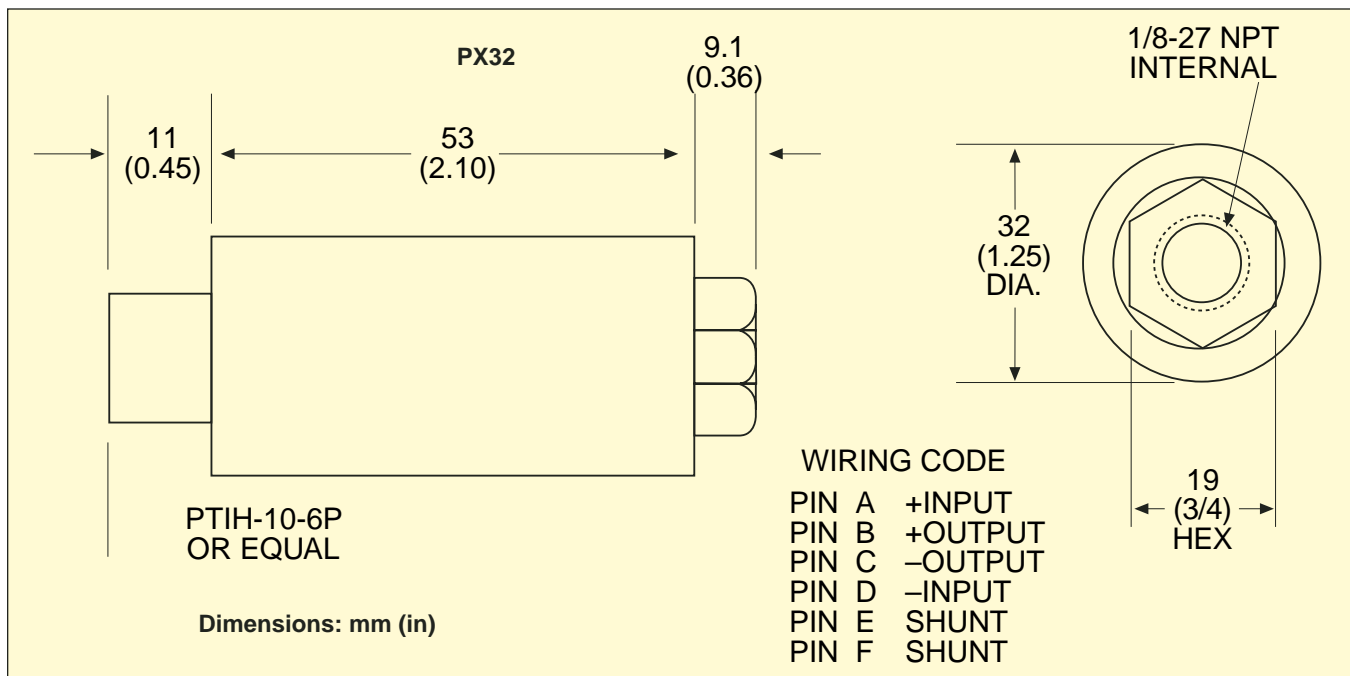 PX32
9.1
(0.36)
1/8-27 NPT
INTERNAL
11
(0.45)
53
(2.10)
32
(1.25)
DIA.
WIRING CODE
PIN A +INPUT
PIN B +OUTPUT
PIN C –OUTPUT
PIN D –INPUT
PIN E SHUNT
PIN F SHUNT
19
(3/4)
HEX
PTIH-10-6P
OR EQUAL
Dimensions: mm (in)